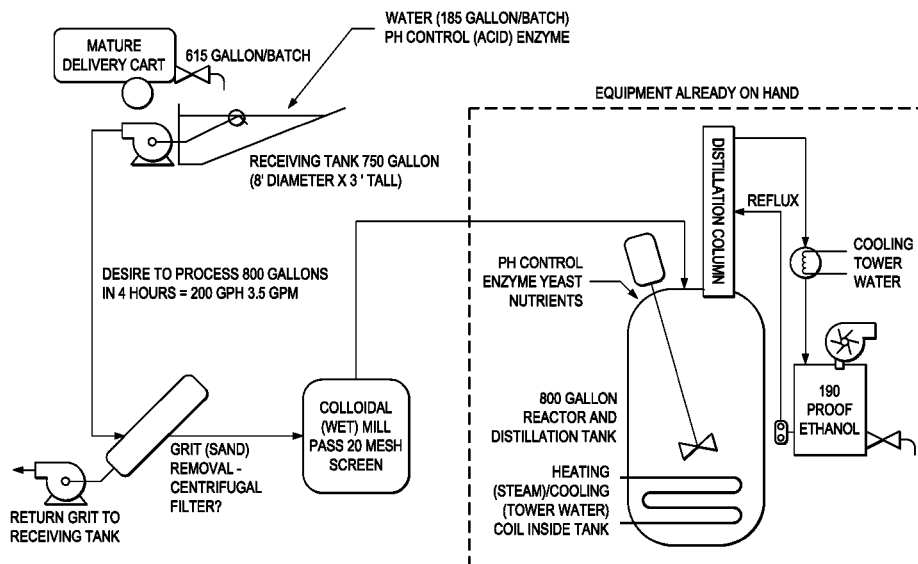 WATER (185 GALLON/BATCH)
PH CONTROL (ACID) ENZYME
MATURE
DELIVERY CART
615 GALLON/BATCH
EQUIPMENT ALREADY ON HAND
RECEIVING TANK 750 GALLON
(8' DIAMETER X 3 ' TALL)
DISTILLATION COLUMN
REFLUX
COOLING
TOWER
WATER
PH CONTROL
ENZYME YEAST
NUTRIENTS
DESIRE TO PROCESS 800 GALLONS
IN 4 HOURS = 200 GPH 3.5 GPM
COLLOIDAL
(WET) MILL
PASS 20 MESH
SCREEN
800 GALLON
REACTOR AND
DISTILLATION TANK
190
PROOF
ETHANOL
GRIT (SAND)
REMOVAL -
CENTRIFUGAL
FILTER?
HEATING
(STEAM)/COOLING
(TOWER WATER)
COIL INSIDE TANK
RETURN GRIT TO
RECEIVING TANK